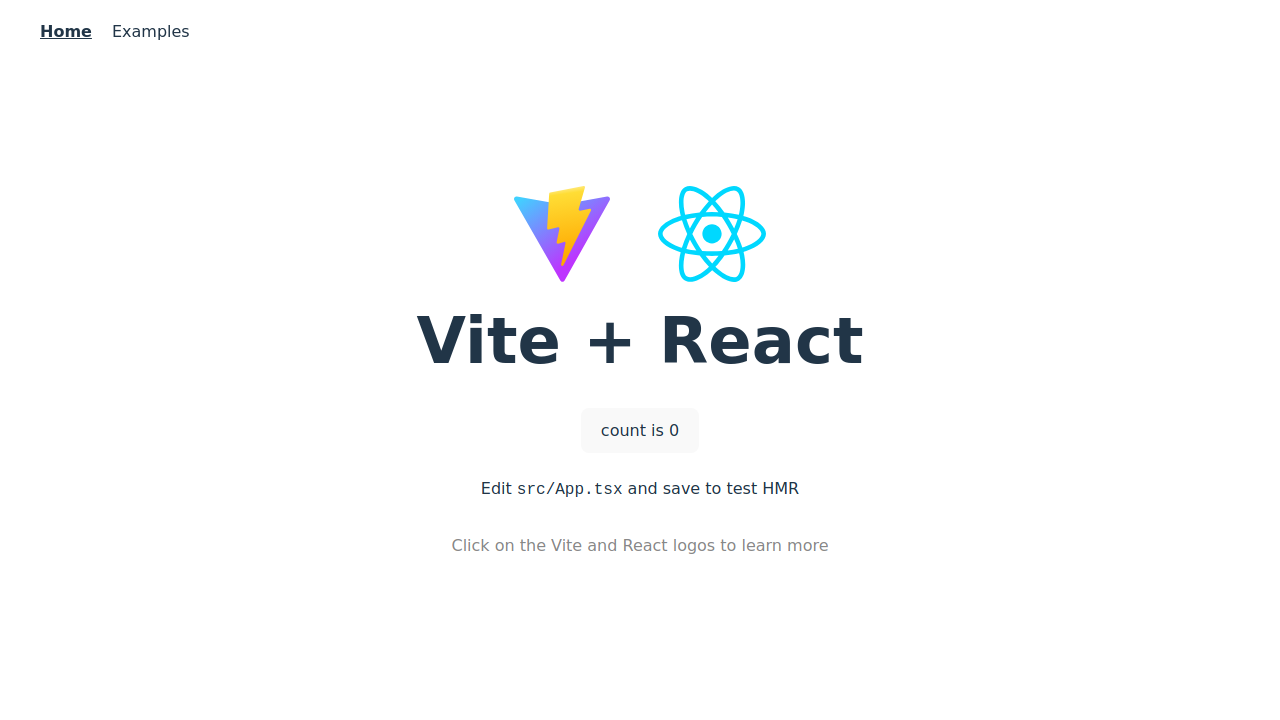 Home Examples
Vite + React
count is 0
Edit src/App.tsx and save to test HMR
Click on the Vite and React logos to learn more